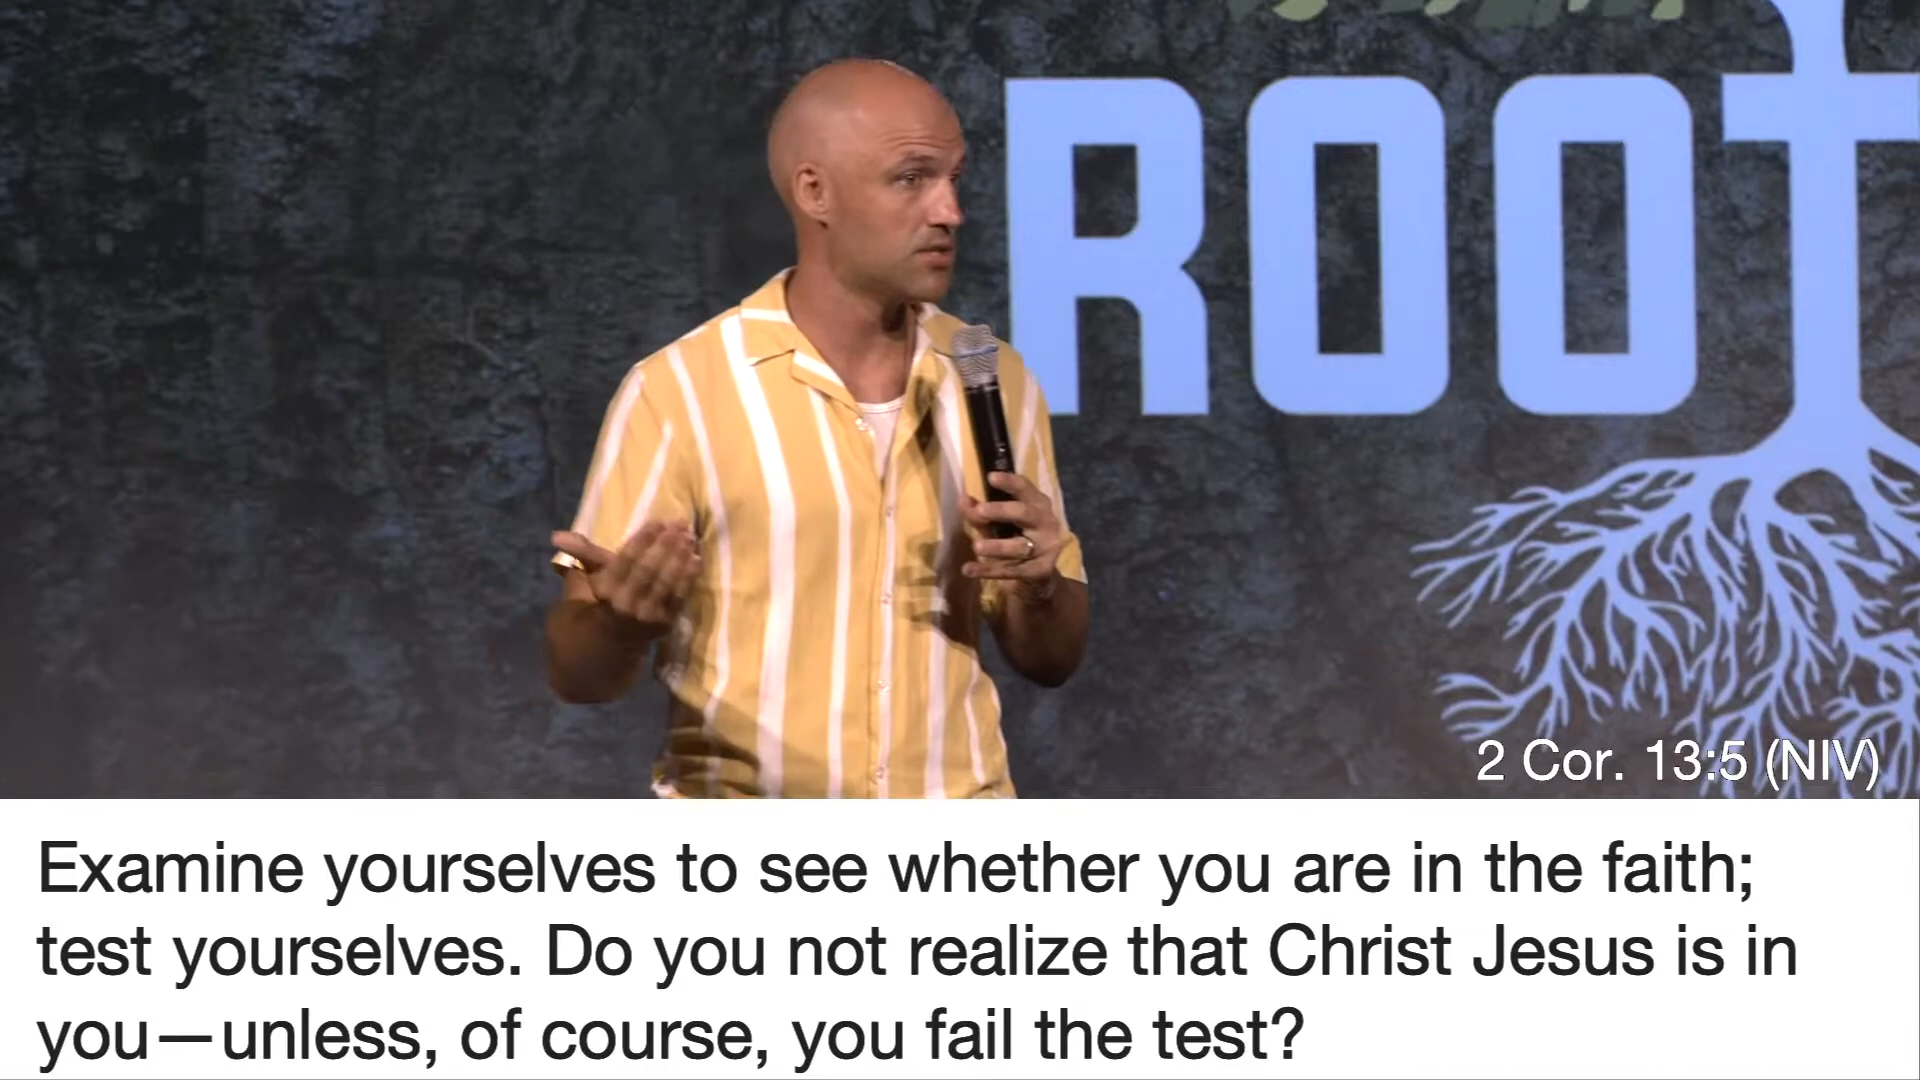 ROOT
2 Cor. 13:5 (NIV)
Examine yourselves to see whether you are in the faith;
test yourselves. Do you not realize that Christ Jesus is in
you—unless, of course, you fail the test?